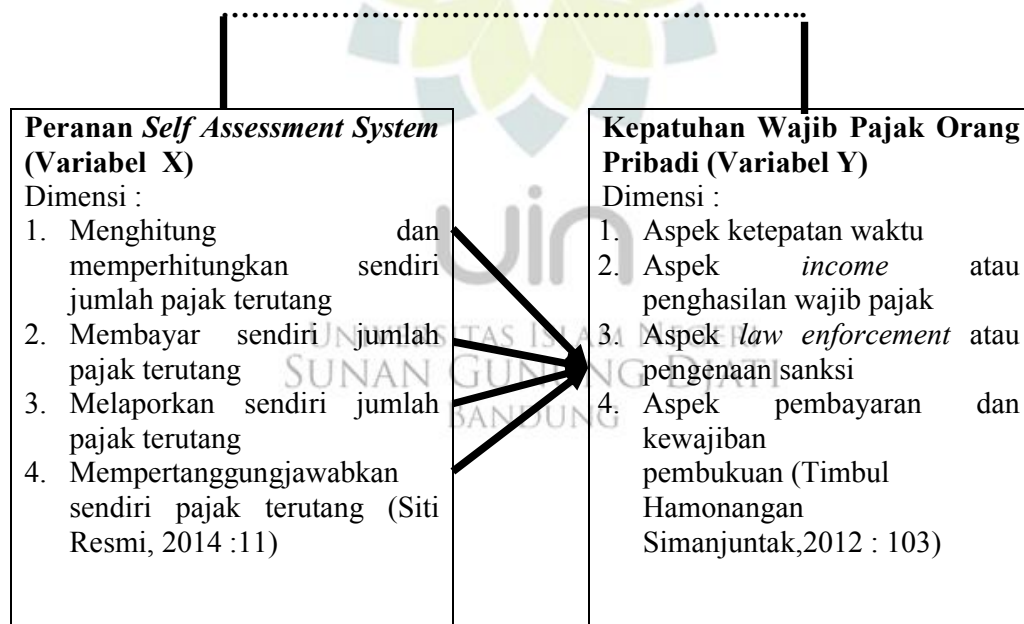 Peranan Self Assessment System
(Variabel X)
Dimensi :
1. Menghitung dan
memperhitungkan sendiri
jumlah pajak terutang
2. Membayar sendiri jumlah
pajak terutang
3. Melaporkan sendiri jumlah
pajak terutang
4. Mempertanggungjawabkan
sendiri pajak terutang (Siti
Resmi, 2014 :11)
Kepatuhan Wajib Pajak Orang
Pribadi (Variabel Y)
Dimensi :
1. Aspek ketepatan waktu
2. Aspek income atau
penghasilan wajib pajak
3. Aspek law enforcement atau
pengenaan sanksi
4. Aspek pembayaran dan
kewajiban
pembukuan (Timbul
Hamonangan
Simanjuntak,2012 : 103)
uin
UNIVERSITAS ISLAM NEGERI
SUNAN GUNUNG DJATI
BANDUNG